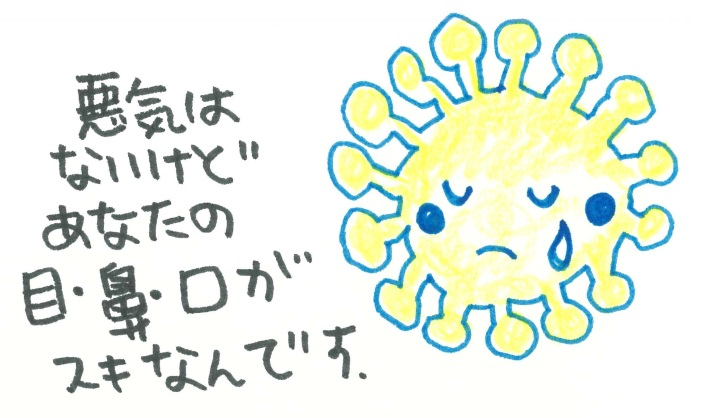 悪気は
ないけど
あなたの
目・鼻・口が
スキなんです.